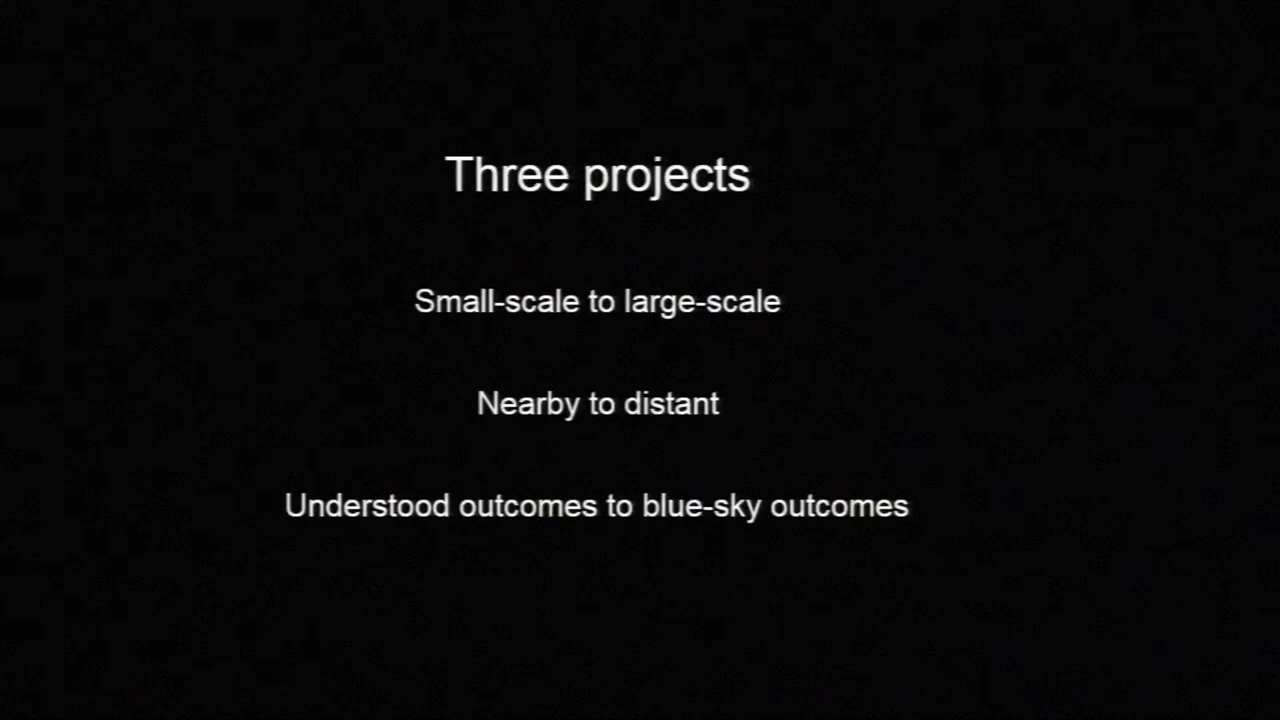 Three projects
Small-scale to large-scale
Nearby to distant
Understood outcomes to blue-sky outcomes